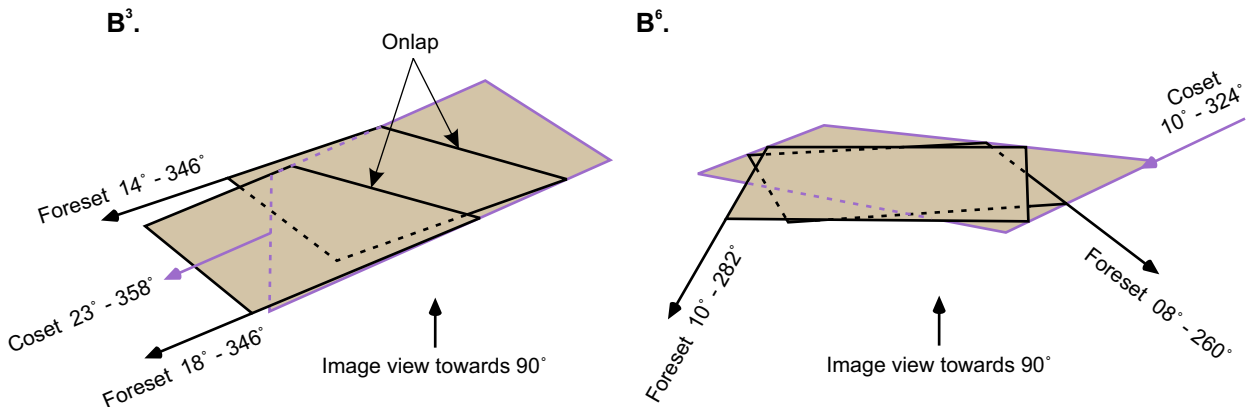 B³.
Onlap
Foreset 14° - 346°
Coset 23° - 358°
Foreset 18° - 346°
Image view towards 90°
B⁶.
Coset
10° - 324°
Foreset 10° - 282°
Foreset 08° - 260°
Image view towards 90°